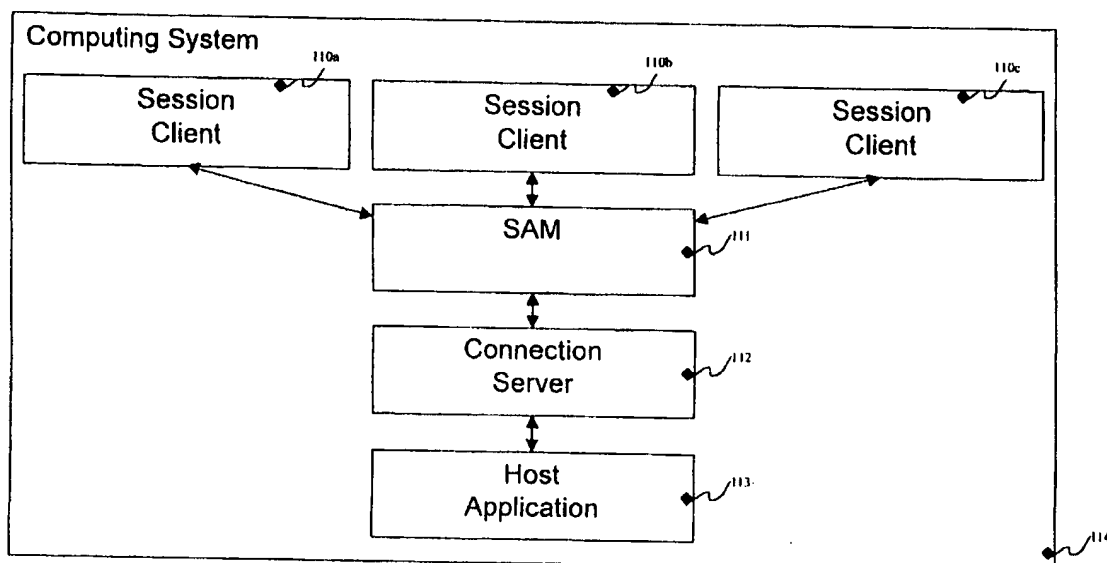 Computing System
110a
110b
110c
Session
Client
Session
Client
Session
Client
SAM
111
Connection
Server
112
Host
Application
113
114